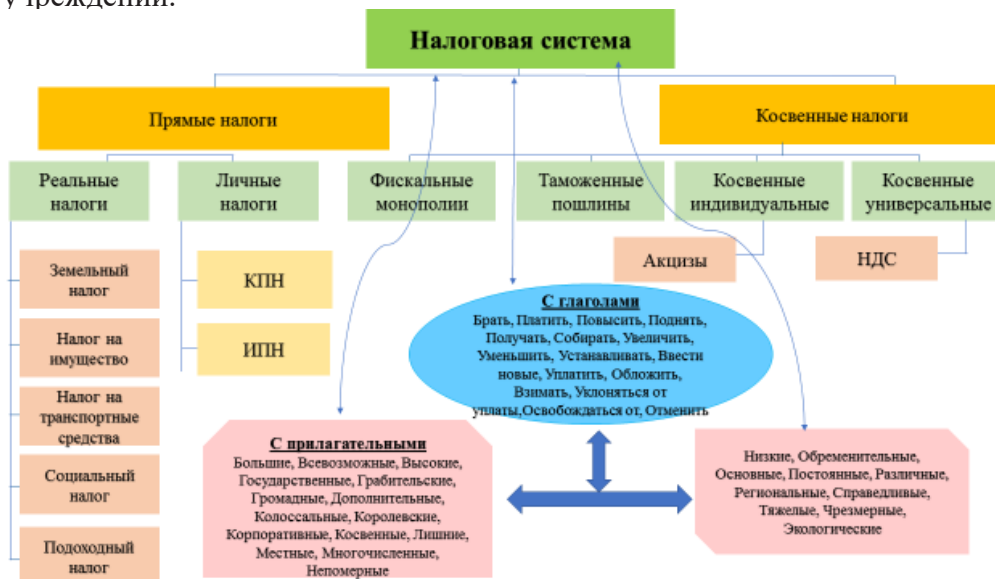 учреждений.
Налоговая система
Прямые налоги
Косвенные налоги
Реальные
налоги
Личные
налоги
Фискальные
монополии
Таможенные
пошлины
Косвенные
индивидуальные
Косвенные
универсальные
Земельный
налог
Налог на
имущество
Налог на
транспортные
средства
Социальный
налог
Подоходный
налог
КПН
ИПН
Акцизы
НДС
С глаголами
Брать, Платить, Повысить, Поднять,
Получать, Собирать, Увеличить,
Уменьшить, Устанавливать, Ввести
новые, Уплатить, Обложить,
Взимать, Уклоняться от
уплаты,Освобождаться от, Отменить
С прилагательными
Большие, Всевозможные, Высокие,
Государственные, Грабительские,
Громадные, Дополнительные,
Колоссальные, Королевские,
Корпоративные, Косвенные, Лишние,
Местные, Многочисленные,
Непомерные
Низкие, Обременительные,
Основные, Постоянные, Различные,
Региональные, Справедливые,
Тяжелые, Чрезмерные,
Экологические